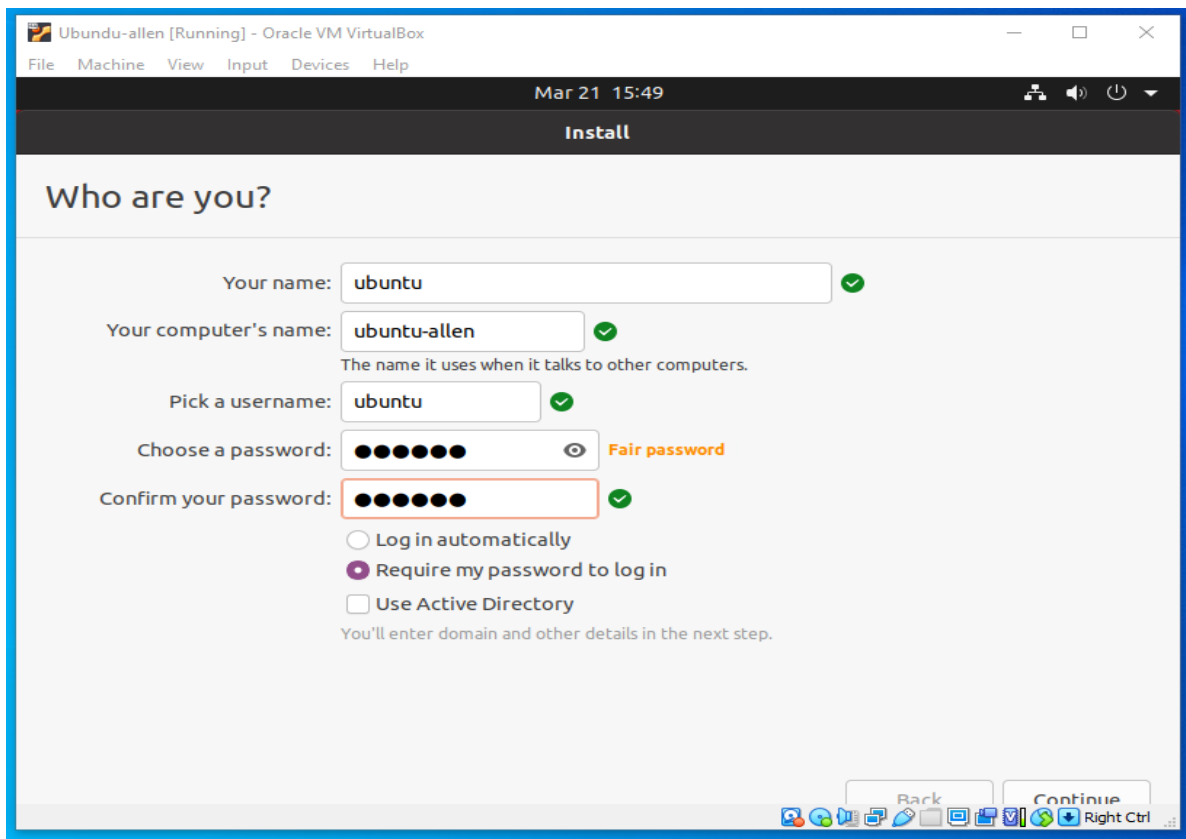 Ubundu-allen [Running] - Oracle VM VirtualBox
File Machine View Input Devices Help
Mar 21 15:49
Install
Who are you?
Your name: ubuntu
Your computer's name: ubuntu-allen
The name it uses when it talks to other computers.
Pick a username: ubuntu
Choose a password: ●●●●●● Fair password
Confirm your password: ●●●●●●
Log in automatically
Require my password to log in
Use Active Directory
You'll enter domain and other details in the next step.
Back Continue
Right Ctrl